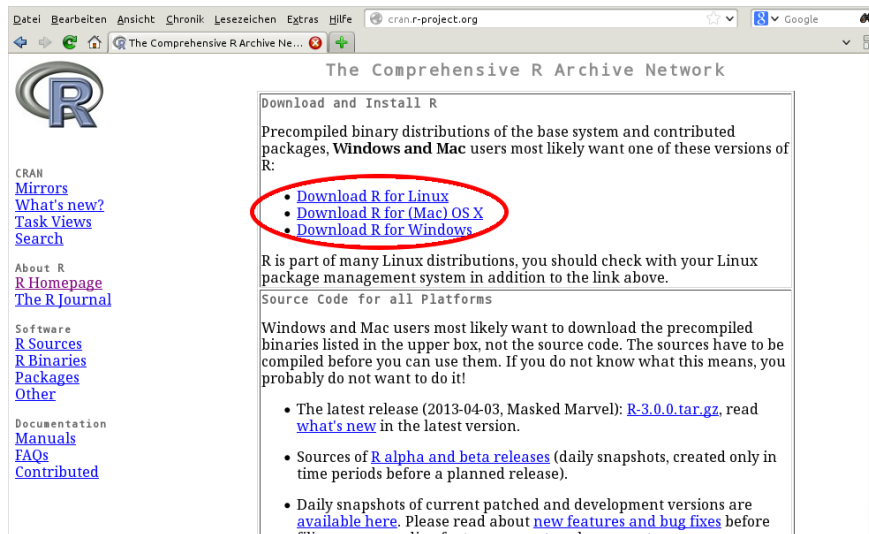 Datei Bearbeiten Ansicht Chronik Lesezeichen Extras Hilfe cran.r-project.org Google
The Comprehensive R Archive Ne...
R
CRAN
Mirrors
What's new?
Task Views
Search
About R
R Homepage
The R Journal
Software
R Sources
R Binaries
Packages
Other
Documentation
Manuals
FAQs
Contributed
The Comprehensive R Archive Network
Download and Install R
Precompiled binary distributions of the base system and contributed
packages, Windows and Mac users most likely want one of these versions of
R:
• Download R for Linux
• Download R for (Mac) OS X
• Download R for Windows
R is part of many Linux distributions, you should check with your Linux
package management system in addition to the link above.
Source Code for all Platforms
Windows and Mac users most likely want to download the precompiled
binaries listed in the upper box, not the source code. The sources have to be
compiled before you can use them. If you do not know what this means, you
probably do not want to do it!
• The latest release (2013-04-03, Masked Marvel): R-3.0.0.tar.gz, read
what's new in the latest version.
• Sources of R alpha and beta releases (daily snapshots, created only in
time periods before a planned release).
• Daily snapshots of current patched and development versions are
available here. Please read about new features and bug fixes before